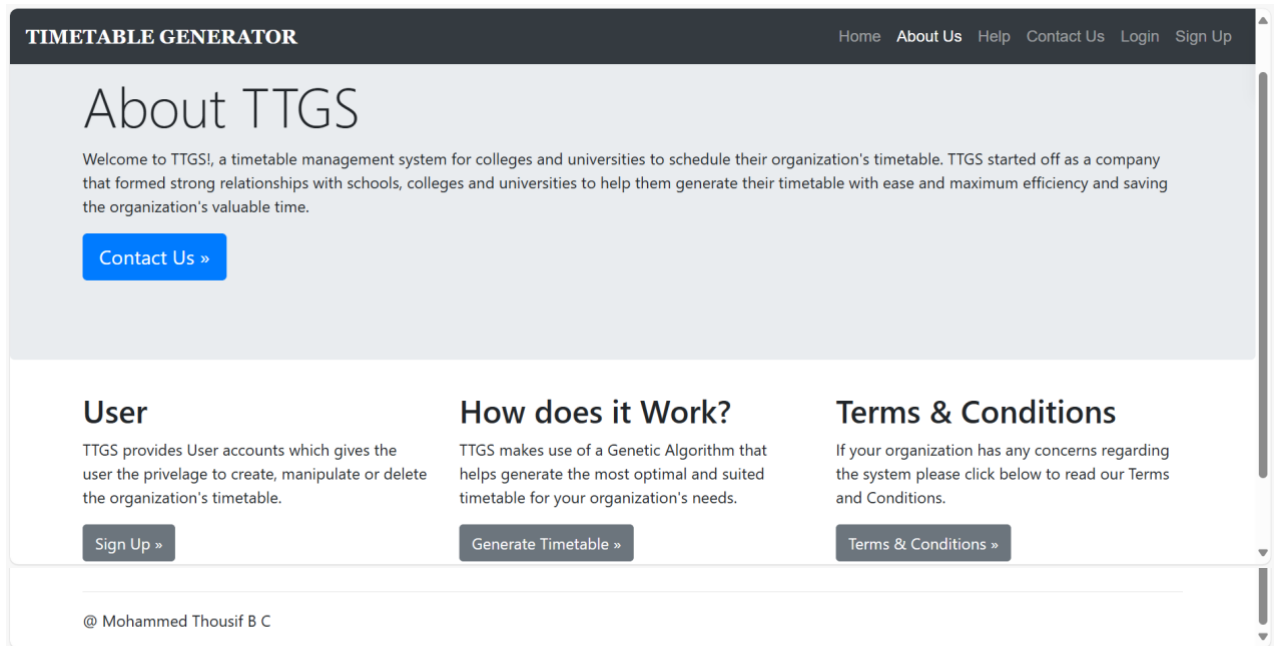 TIMETABLE GENERATOR
Home About Us Help Contact Us Login Sign Up
About TTGS
Welcome to TTGS!, a timetable management system for colleges and universities to schedule their organization's timetable. TTGS started off as a company
that formed strong relationships with schools, colleges and universities to help them generate their timetable with ease and maximum efficiency and saving
the organization's valuable time.
Contact Us »
User
TTGS provides User accounts which gives the
user the privelage to create, manipulate or delete
the organization's timetable.
Sign Up »
How does it Work?
TTGS makes use of a Genetic Algorithm that
helps generate the most optimal and suited
timetable for your organization's needs.
Generate Timetable »
Terms & Conditions
If your organization has any concerns regarding
the system please click below to read our Terms
and Conditions.
Terms & Conditions »
@ Mohammed Thousif B C